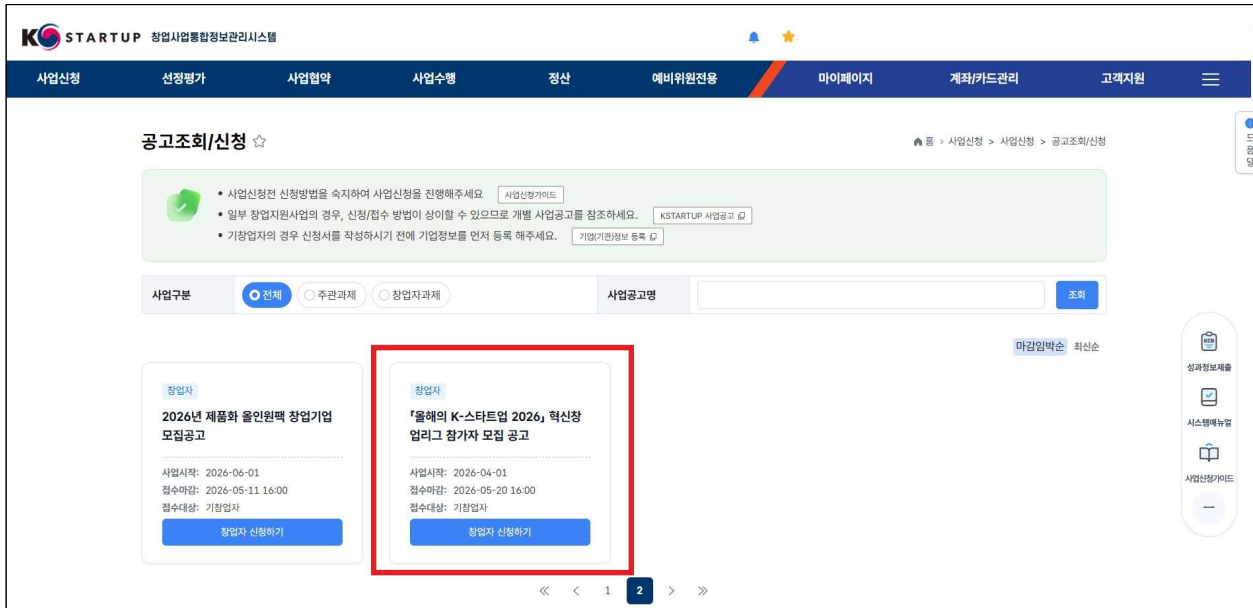 K STARTUP 창업사업통합정보관리시스템
사업신청 선정평가 사업협약 사업수행 정산 예비위원전용 마이페이지 계좌/카드관리 고객지원
공고조회/신청
홈 > 사업신청 > 사업신청 > 공고조회/신청
도움말
• 사업신청전 신청방법을 숙지하여 사업신청을 진행해주세요 사업신청가이드
• 일부 창업지원사업의 경우, 신청/접수 방법이 상이할 수 있으므로 개별 사업공고를 참조하세요. KSTARTUP 사업공고
• 기창업자의 경우 신청서를 작성하시기 전에 기업정보를 먼저 등록 해주세요. 기업(기관)정보 등록
사업구분 전체 주관과제 창업자과제 사업공고명 조회
마감임박순 최신순
창업자
2026년 제품화 올인원팩 창업기업
모집공고
사업시작: 2026-06-01
접수마감: 2026-05-11 16:00
접수대상: 기창업자
창업자 신청하기
창업자
「올해의 K-스타트업 2026」 혁신창
업리그 참가자 모집 공고
사업시작: 2026-04-01
접수마감: 2026-05-20 16:00
접수대상: 기창업자
창업자 신청하기
KCB
성과정보제출
시스템매뉴얼
사업신청가이드
« < 1 2 > »